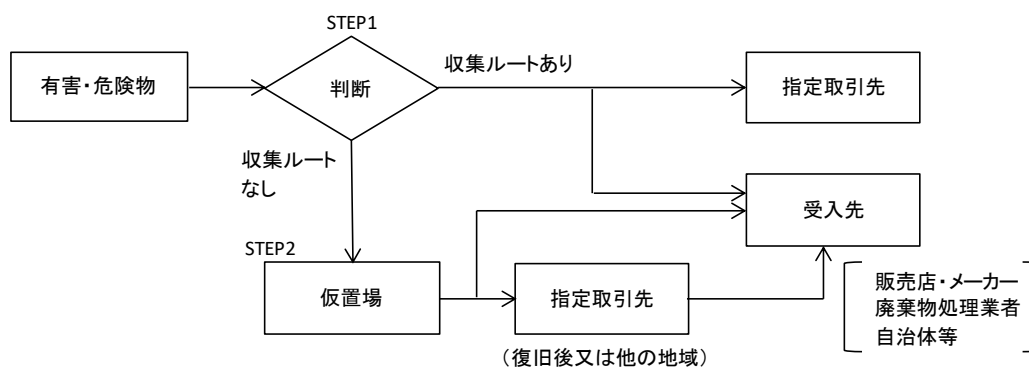 STEP1
有害・危険物
判断
収集ルートあり
指定取引先
収集ルート
なし
受入先
STEP2
仮置場
指定取引先
（復旧後又は他の地域）
販売店・メーカー
廃棄物処理業者
自治体等